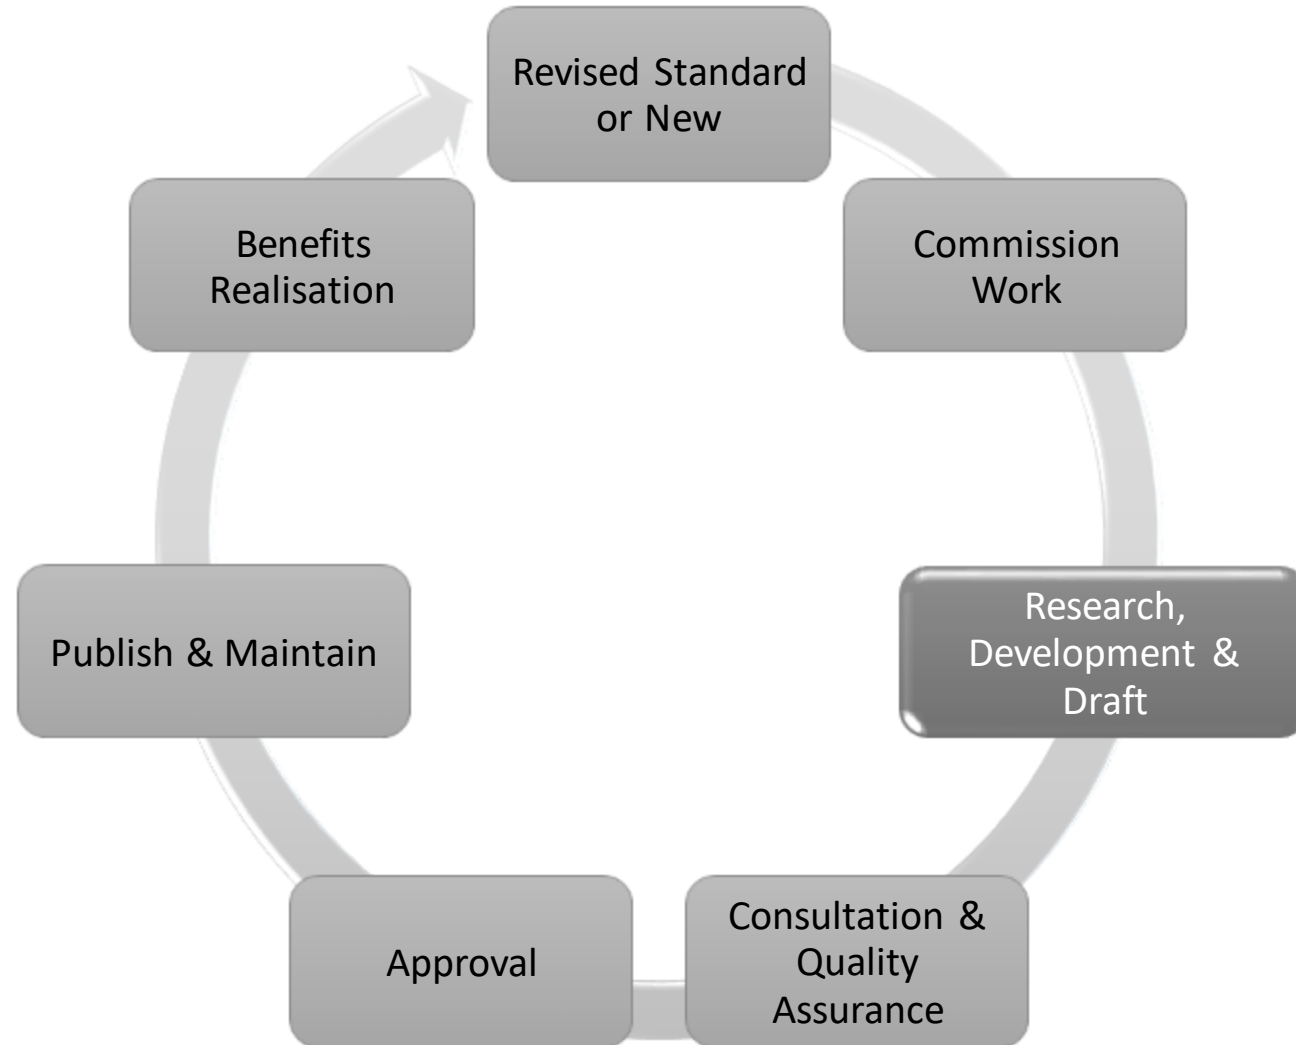 Revised Standard
or New
Commission
Work
Research,
Development &
Draft
Consultation &
Quality
Assurance
Approval
Publish & Maintain
Benefits
Realisation